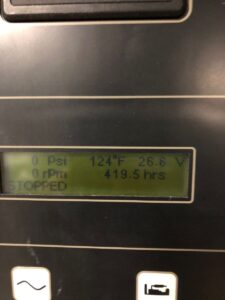 0 Psi 124°F 26.6 V
0 rPm 419.5 hrs
STOPPED